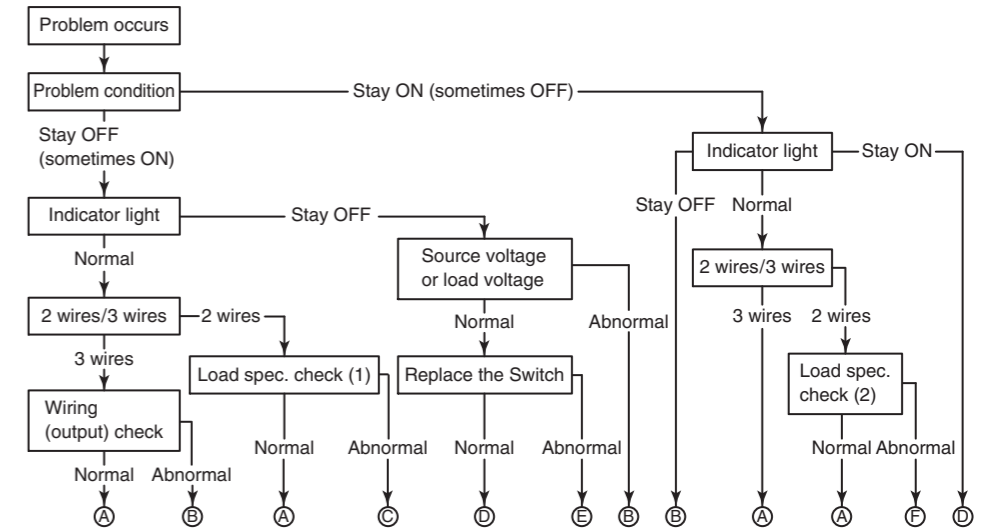 Problem occurs
Problem condition
Stay ON (sometimes OFF)
Stay OFF
(sometimes ON)
Indicator light
Stay ON
Stay OFF
Normal
Indicator light
Stay OFF
Normal
Source voltage
or load voltage
2 wires/3 wires
2 wires/3 wires
2 wires
Normal
Abnormal
3 wires
2 wires
3 wires
Load spec. check (1)
Replace the Switch
Load spec.
check (2)
Wiring
(output) check
Normal
Abnormal
Normal
Abnormal
Normal
Abnormal
Normal
Abnormal
A
B
A
C
D
E
B
B
A
A
F
D